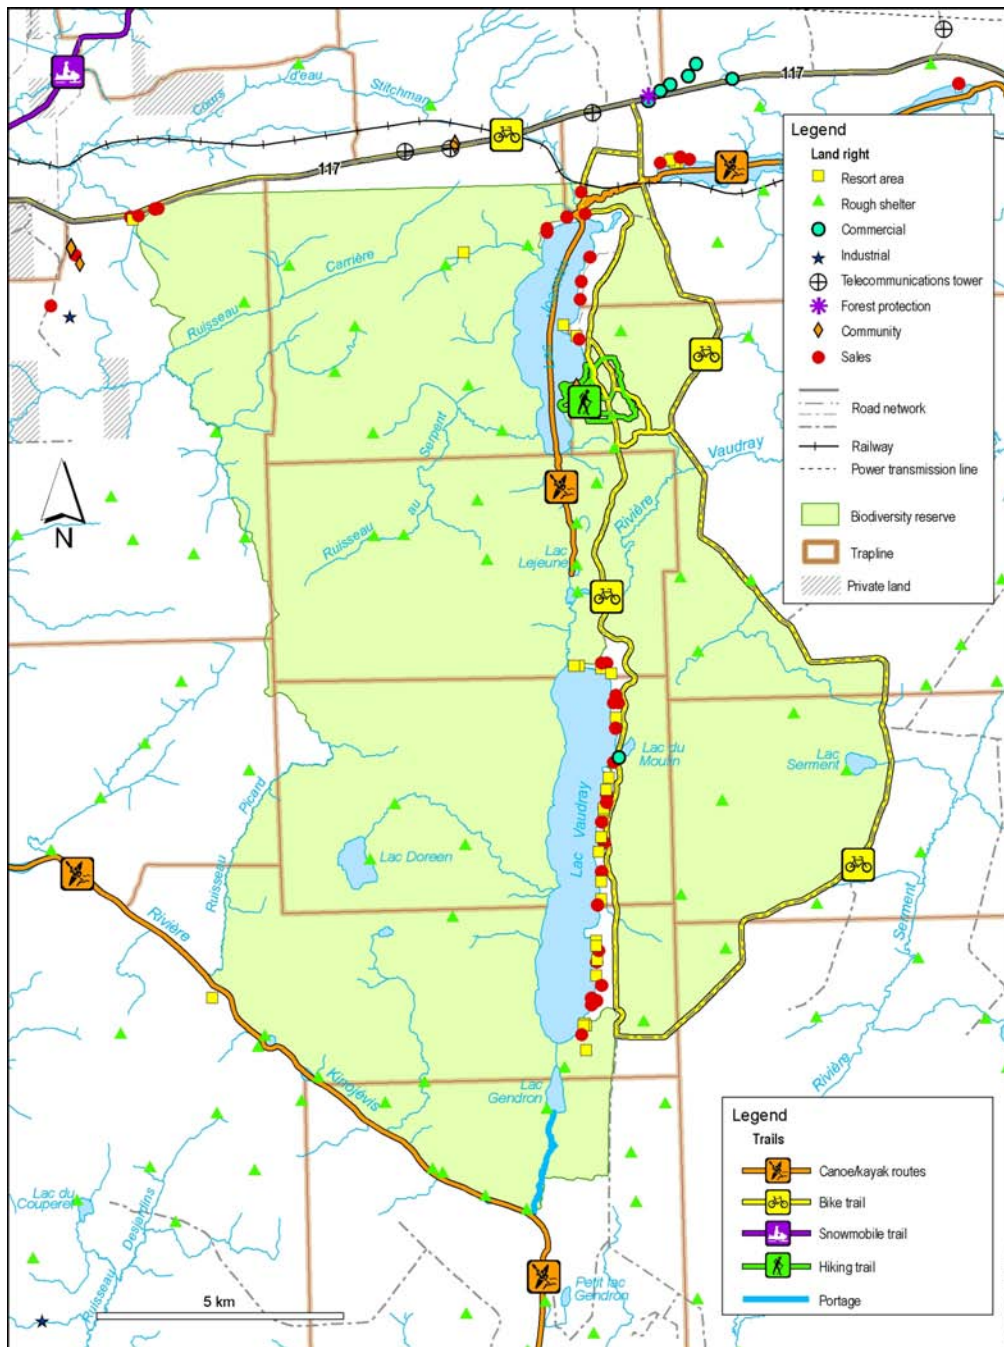 Cours
d'eau
Stitchman
117
117
Legend
Land right
Resort area
Rough shelter
Commercial
Industrial
Telecommunications tower
Forest protection
Community
Sales
Road network
Railway
Power transmission line
Biodiversity reserve
Trapline
Private land
Ruisseau
Carrière
Lac
Vaudray
Rivière
Ruisseau
au
Serpent
N
Lac
Lejeune
Lac du
Moulin
Lac
Serment
Lac Vaudray
Ruisseau
Picard
Lac Doreen
Rivière
Kinojévis
Rivière
Serment
Lac
Gendron
Lac du
Couperet
Ruisseau
Desjardins
Petit lac
Gendron
5 km
Legend
Trails
Canoe/kayak routes
Bike trail
Snowmobile trail
Hiking trail
Portage